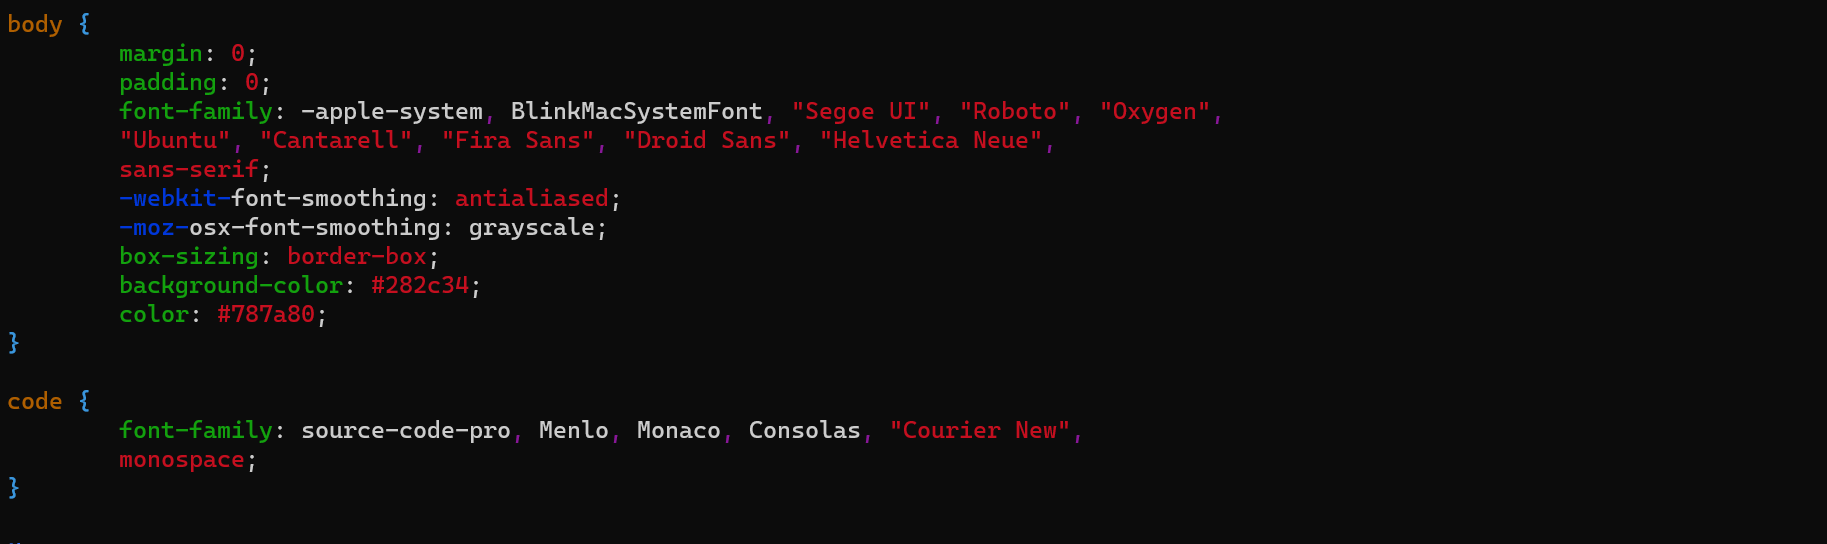 body {
        margin: 0;
        padding: 0;
        font-family: -apple-system, BlinkMacSystemFont, "Segoe UI", "Roboto", "Oxygen",
        "Ubuntu", "Cantarell", "Fira Sans", "Droid Sans", "Helvetica Neue",
        sans-serif;
        -webkit-font-smoothing: antialiased;
        -moz-osx-font-smoothing: grayscale;
        box-sizing: border-box;
        background-color: #282c34;
        color: #787a80;
}

code {
        font-family: source-code-pro, Menlo, Monaco, Consolas, "Courier New",
        monospace;
}